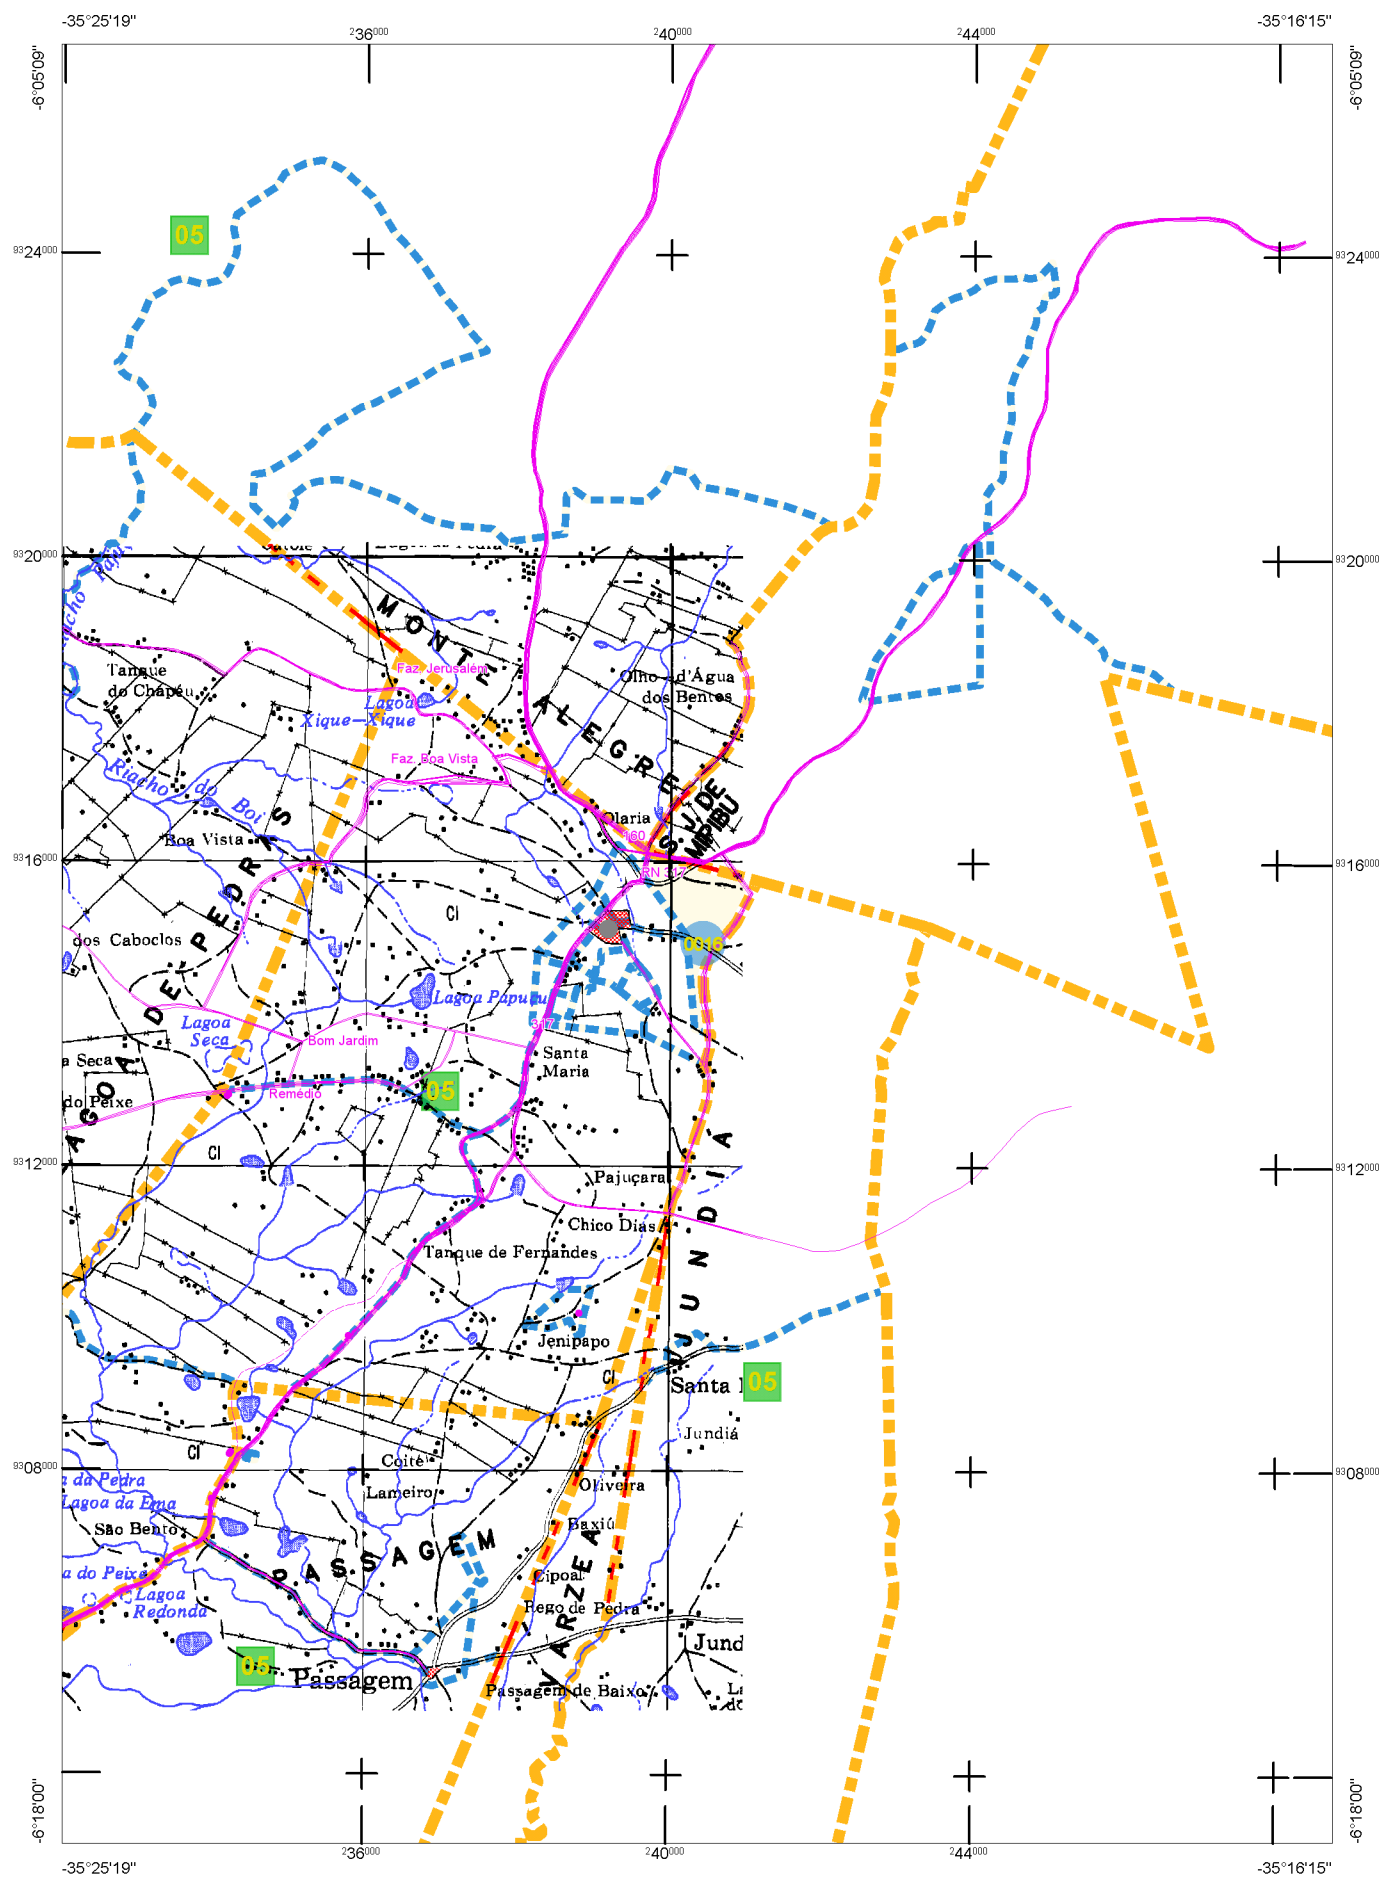 -35°25'19"
-35°16'15"
236000
240000
244000
-6°05'09"
-6°05'09"
05
9324000
9324000
9320000
9320000
Riacho
MONTE
Faz. Jerusalém
Tanque
do Chapéu
Olho d'Água
dos Bentos
Lagoa
Xique-Xique
ALEGRE
Faz. Boa Vista
Riacho do Boi
S. J. DE
MIPIBU
Olaria
160
Boa Vista
9316000
9316000
RN 317
CI
dos Caboclos
0016
LAGOA DE PEDRAS
Lagoa Papucu
Lagoa
Seca
317
Bom Jardim
Santa
Maria
a Seca
05
Remédio
do Peixe
CI
9312000
9312000
Pajuçara
JUNDIÁ
Chico Dias
Tanque de Fernandes
Jenipapo
CI
Santa
05
Jundiá
CI
Coité
9308000
9308000
a da Pedra
Lameiro
Oliveira
Lagoa da Ema
São Bento
Baxiú
PASSAGEM
VARZEA
a do Peixe
Cipoal
Lagoa
Redonda
Rego de Pedra
Jund
05
Passagem
Passagem de Baixo
-6°18'00"
-6°18'00"
236000
240000
244000
-35°25'19"
-35°16'15"